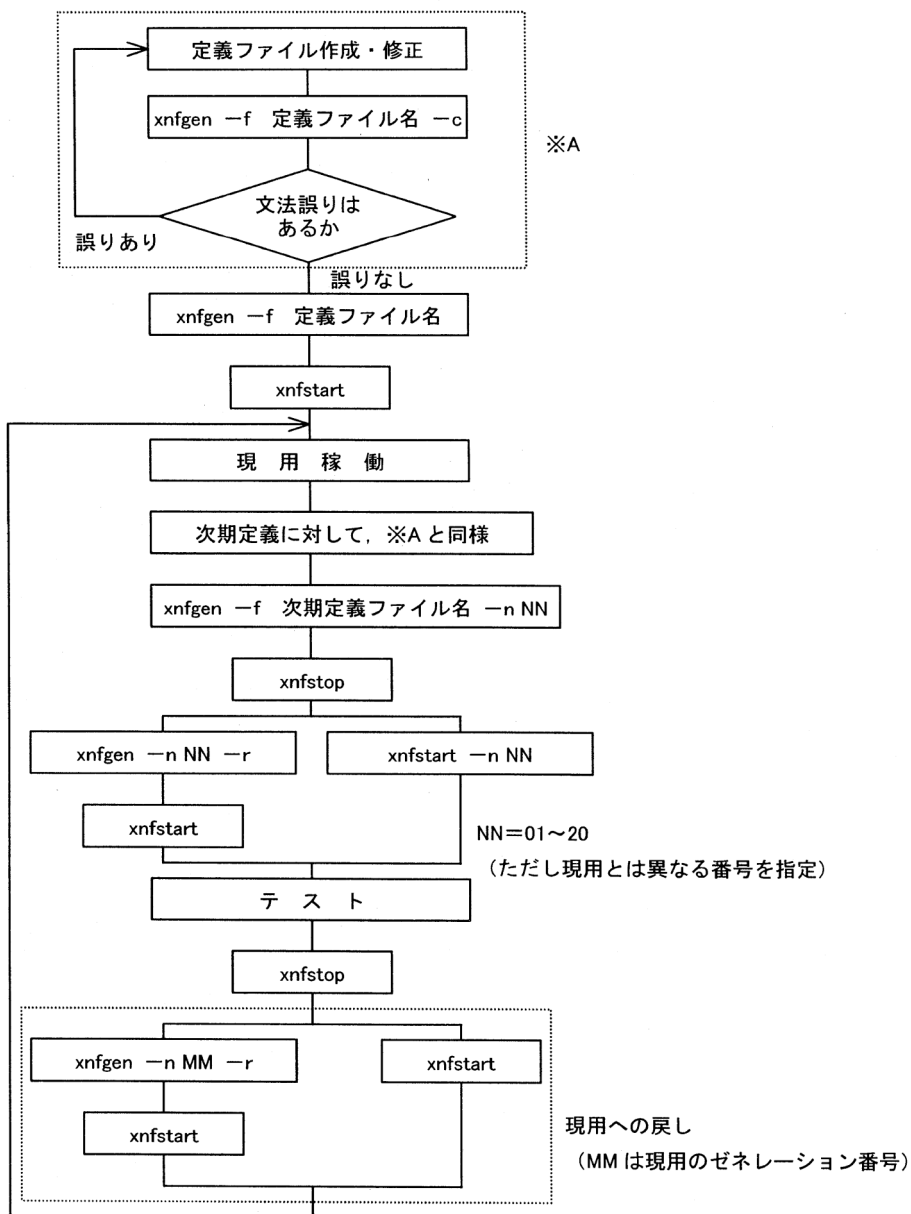 定義ファイル作成・修正
xnfgen －f 定義ファイル名 －c
※A
文法誤りは
あるか
誤りあり
誤りなし
xnfgen －f 定義ファイル名
xnfstart
現 用 稼 働
次期定義に対して，※A と同様
xnfgen －f 次期定義ファイル名 －n NN
xnfstop
xnfgen －n NN －r
xnfstart －n NN
xnfstart
NN＝01～20
（ただし現用とは異なる番号を指定）
テ ス ト
xnfstop
xnfgen －n MM －r
xnfstart
xnfstart
現用への戻し
（MM は現用のゼネレーション番号）